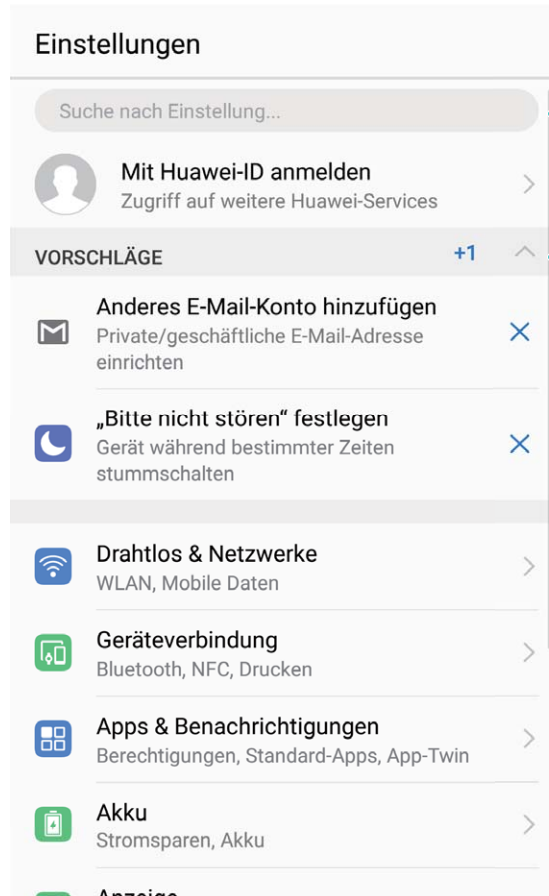 Einstellungen
Suche nach Einstellung...
Mit Huawei-ID anmelden
Zugriff auf weitere Huawei-Services
VORSCHLÄGE +1
Anderes E-Mail-Konto hinzufügen
Private/geschäftliche E-Mail-Adresse
einrichten
„Bitte nicht stören“ festlegen
Gerät während bestimmter Zeiten
stummschalten
Drahtlos & Netzwerke
WLAN, Mobile Daten
Geräteverbindung
Bluetooth, NFC, Drucken
Apps & Benachrichtigungen
Berechtigungen, Standard-Apps, App-Twin
Akku
Stromsparen, Akku
Anzeige